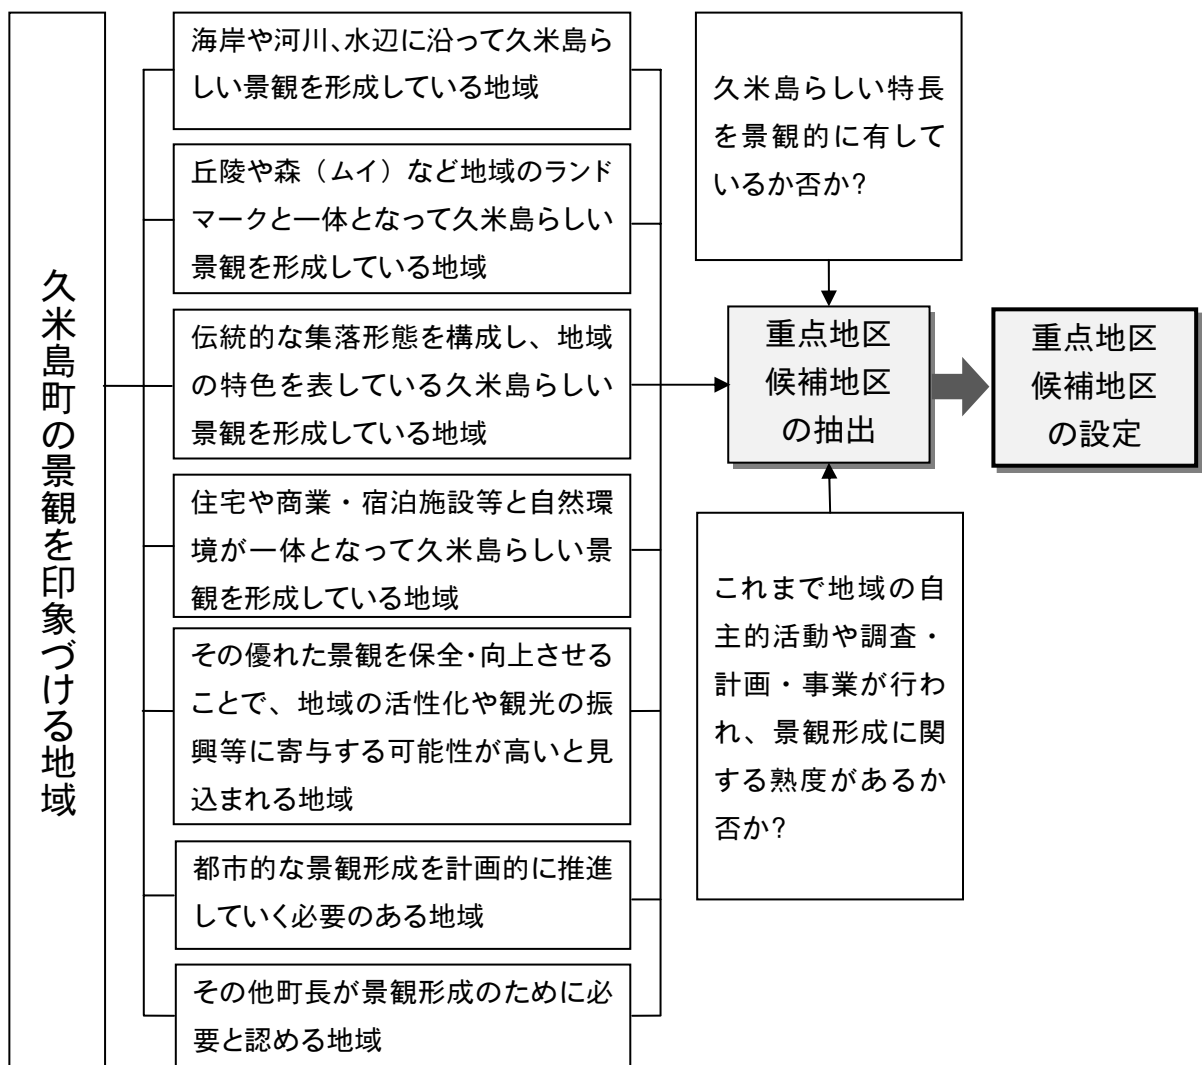 久米島町の景観を印象づける地域
海岸や河川、水辺に沿って久米島ら
しい景観を形成している地域
丘陵や森（ムイ）など地域のランド
マークと一体となって久米島らしい
景観を形成している地域
伝統的な集落形態を構成し、地域
の特色を表している久米島らしい
景観を形成している地域
住宅や商業・宿泊施設等と自然環
境が一体となって久米島らしい景
観を形成している地域
その優れた景観を保全・向上させる
ことで、地域の活性化や観光の振
興等に寄与する可能性が高いと見
込まれる地域
都市的な景観形成を計画的に推進
していく必要のある地域
その他町長が景観形成のために必
要と認める地域
久米島らしい特長
を景観的に有して
いるか否か?
重点地区
候補地区
の抽出
これまで地域の自
主的活動や調査・
計画・事業が行わ
れ、景観形成に関
する熟度があるか
否か?
重点地区
候補地区
の設定